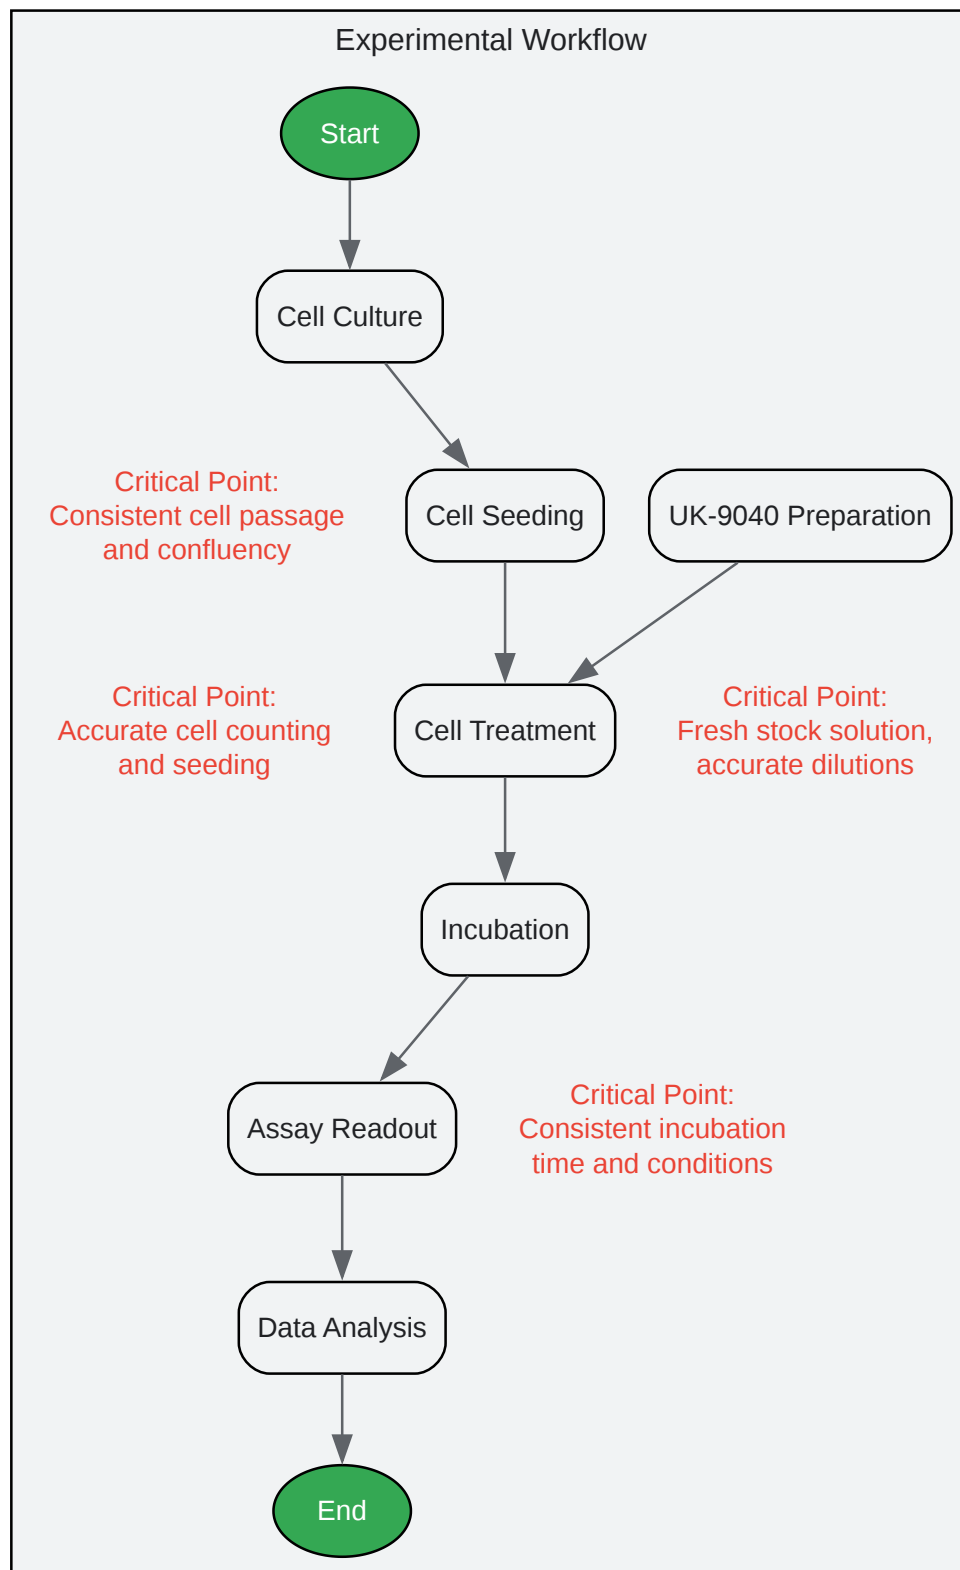 Experimental Workflow
Start
Cell Culture
Critical Point:
Consistent cell passage
and confluency
Cell Seeding
UK-9040 Preparation
Critical Point:
Accurate cell counting
and seeding
Cell Treatment
Critical Point:
Fresh stock solution,
accurate dilutions
Incubation
Assay Readout
Critical Point:
Consistent incubation
time and conditions
Data Analysis
End